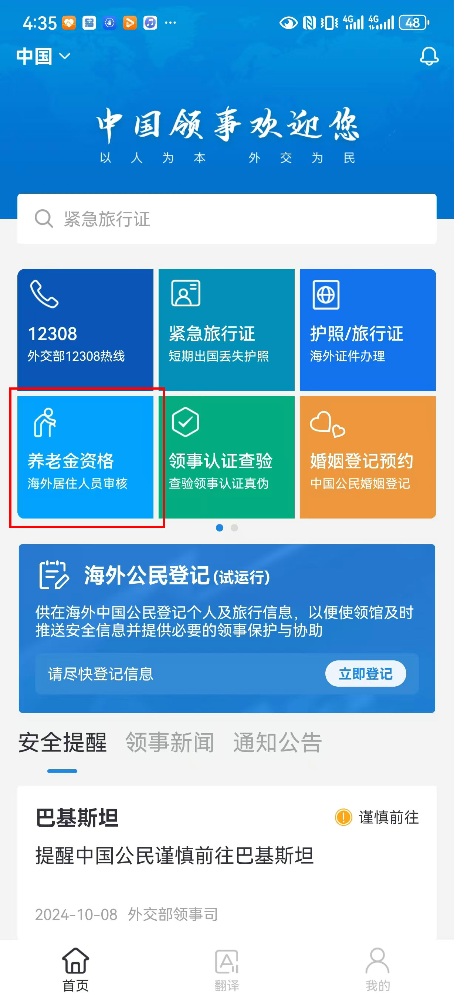 4:35 4G 4G 48
中国
中国领事欢迎您
以人为本 外交为民
紧急旅行证
12308
外交部12308热线
紧急旅行证
短期出国丢失护照
护照/旅行证
海外证件办理
养老金资格
海外居住人员审核
领事认证查验
查验领事认证真伪
婚姻登记预约
中国公民婚姻登记
海外公民登记(试运行)
供在海外中国公民登记个人及旅行信息，以便使领馆及时
推送安全信息并提供必要的领事保护与协助
请尽快登记信息 立即登记
安全提醒 领事新闻 通知公告
巴基斯坦 谨慎前往
提醒中国公民谨慎前往巴基斯坦
2024-10-08 外交部领事司
首页 翻译 我的